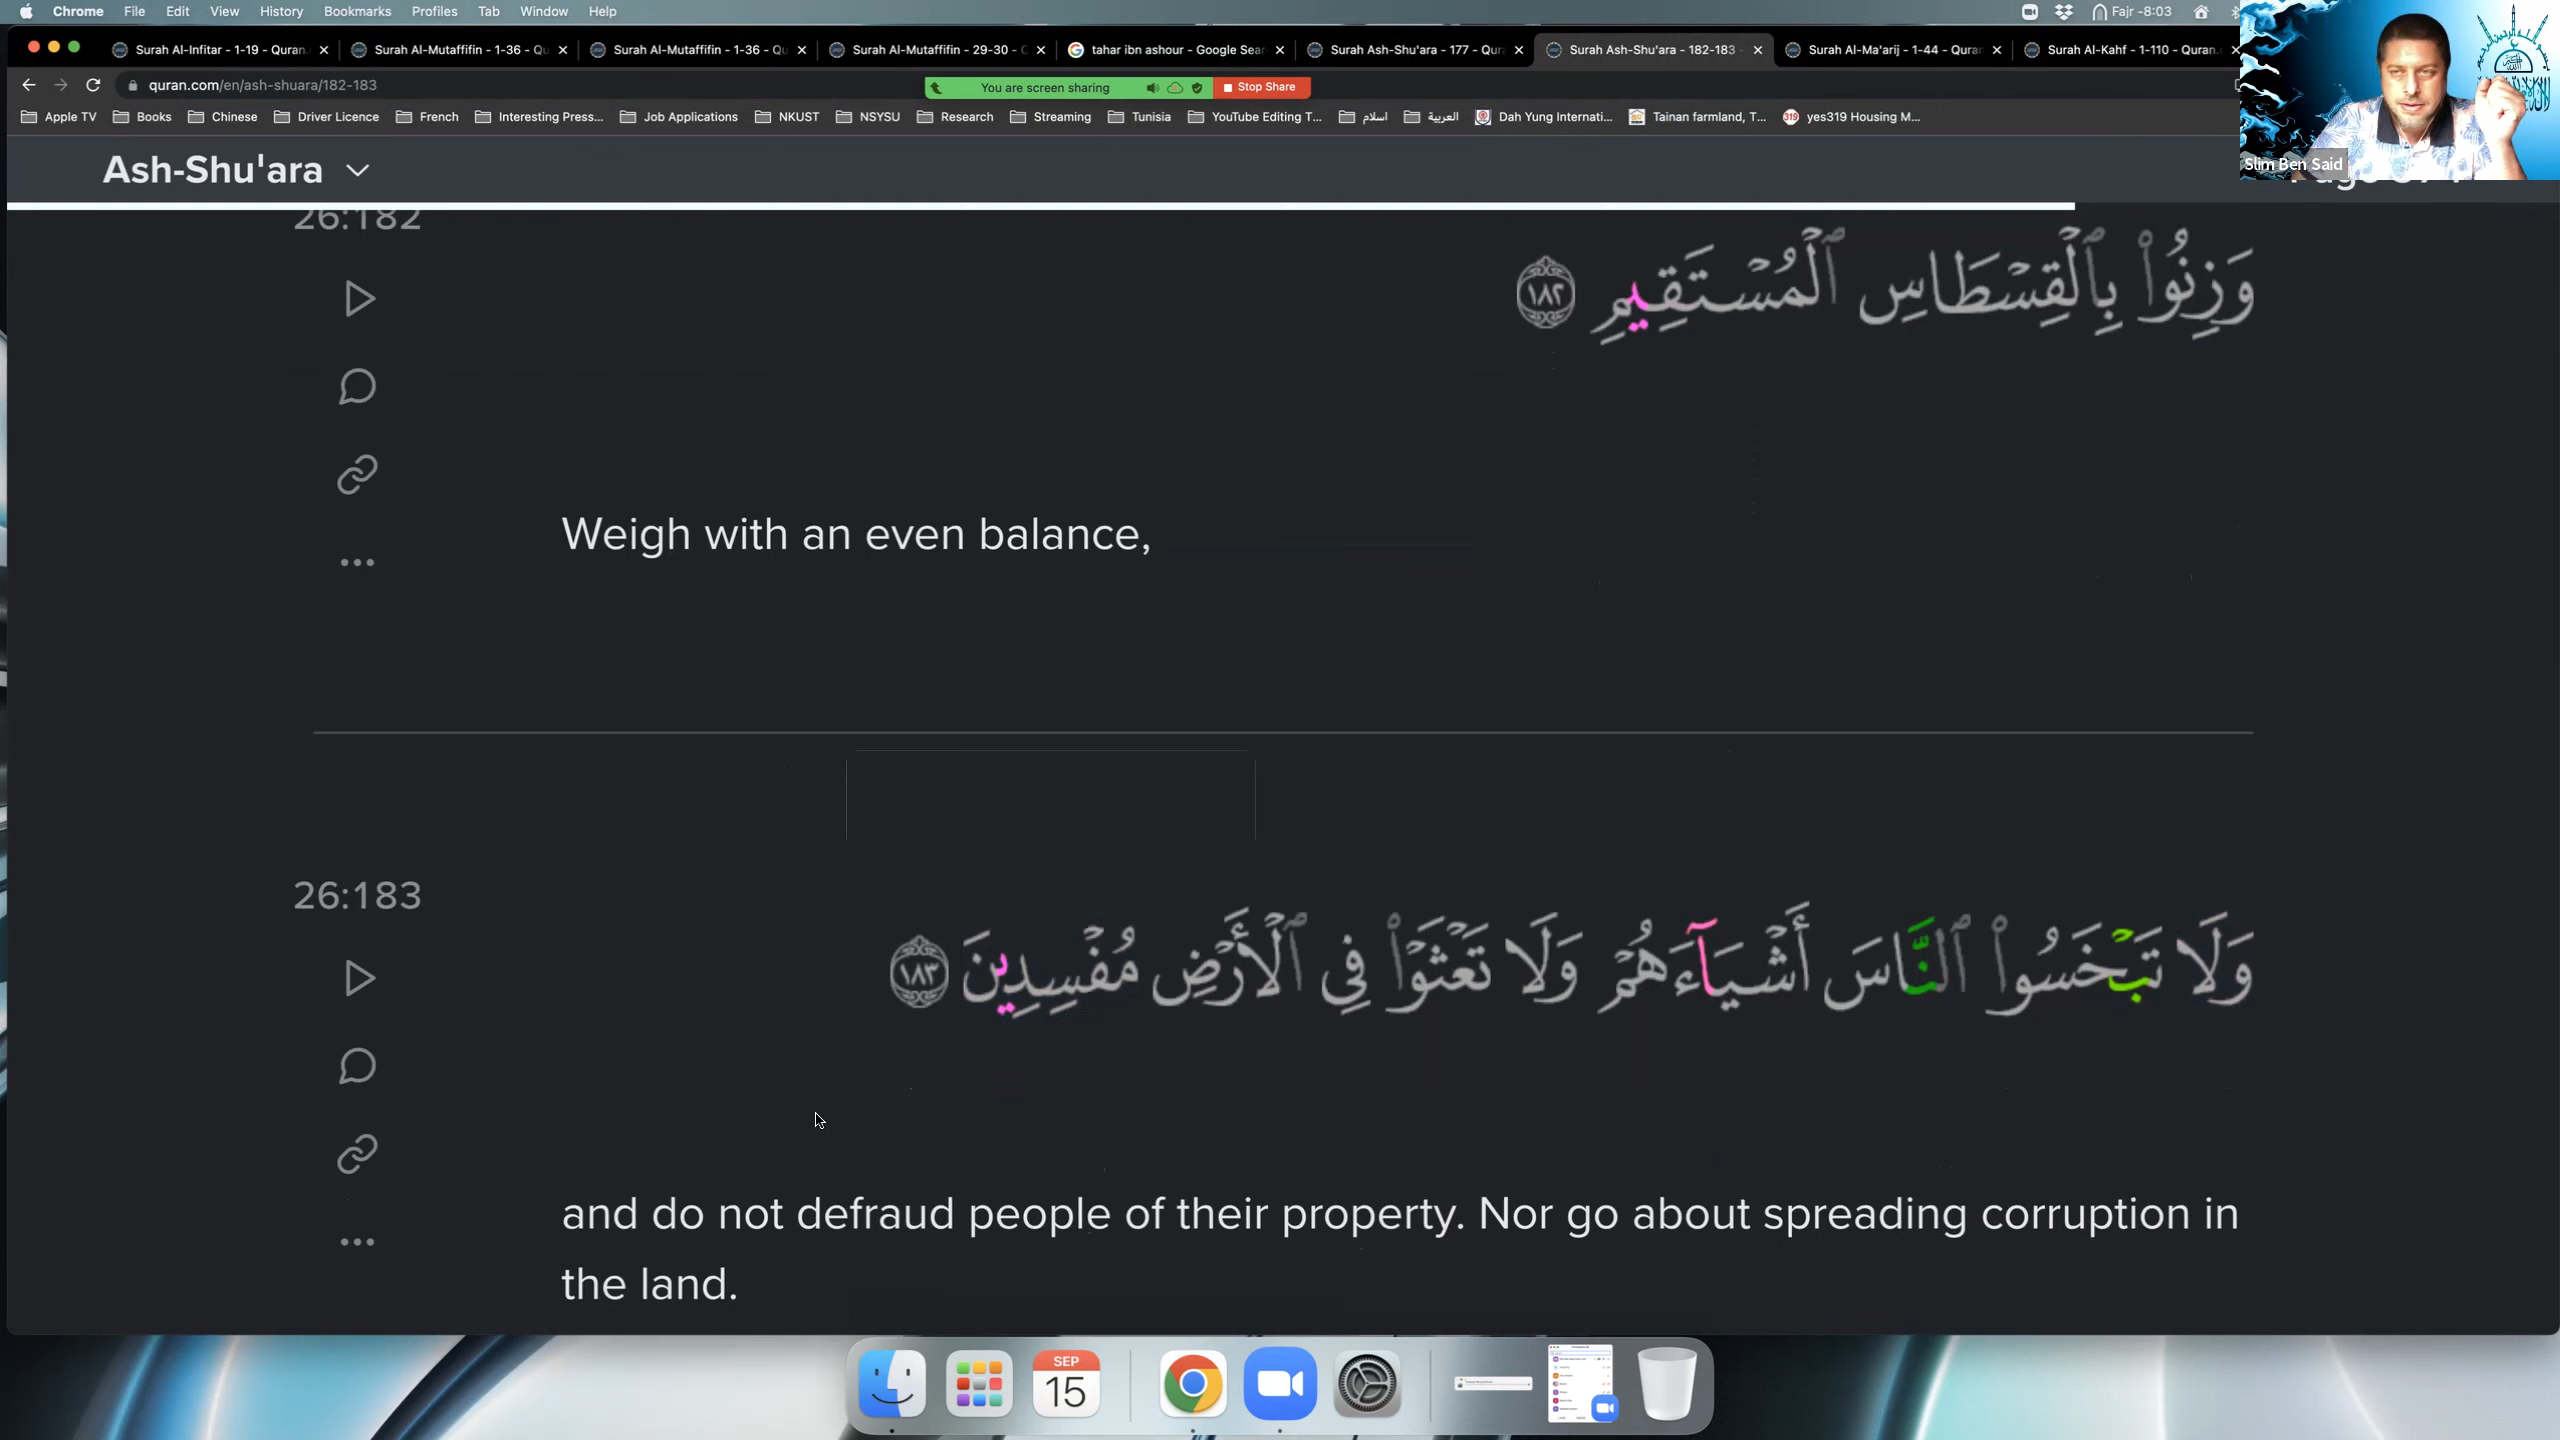 Chrome File Edit View History Bookmarks Profiles Tab Window Help
Fajr -8:03
Surah Al-Infitar - 1-19 - Quran.
Surah Al-Mutaffifin - 1-36 - Qu
Surah Al-Mutaffifin - 1-36 - Qu
Surah Al-Mutaffifin - 29-30 -
tahar ibn ashour - Google Sear
Surah Ash-Shu'ara - 177 - Qura
Surah Ash-Shu'ara - 182-183 -
Surah Al-Ma'arij - 1-44 - Quran
Surah Al-Kahf - 1-110 - Quran.
quran.com/en/ash-shuara/182-183
You are screen sharing
Stop Share
Apple TV Books Chinese Driver Licence French Interesting Press... Job Applications NKUST NSYSU Research Streaming Tunisia YouTube Editing T... اسلام العربية Dah Yung Internati... Tainan farmland, T... yes319 Housing M...
Slim Ben Said
Ash-Shu'ara
26:182
وَزِنُوا۟ بِٱلْقِسْطَاسِ ٱلْمُسْتَقِيمِ ١٨٢
Weigh with an even balance,
26:183
وَلَا تَبْخَسُوا۟ ٱلنَّاسَ أَشْيَآءَهُمْ وَلَا تَعْثَوْا۟ فِى ٱلْأَرْضِ مُفْسِدِينَ ١٨٣
and do not defraud people of their property. Nor go about spreading corruption in
the land.
SEP
15